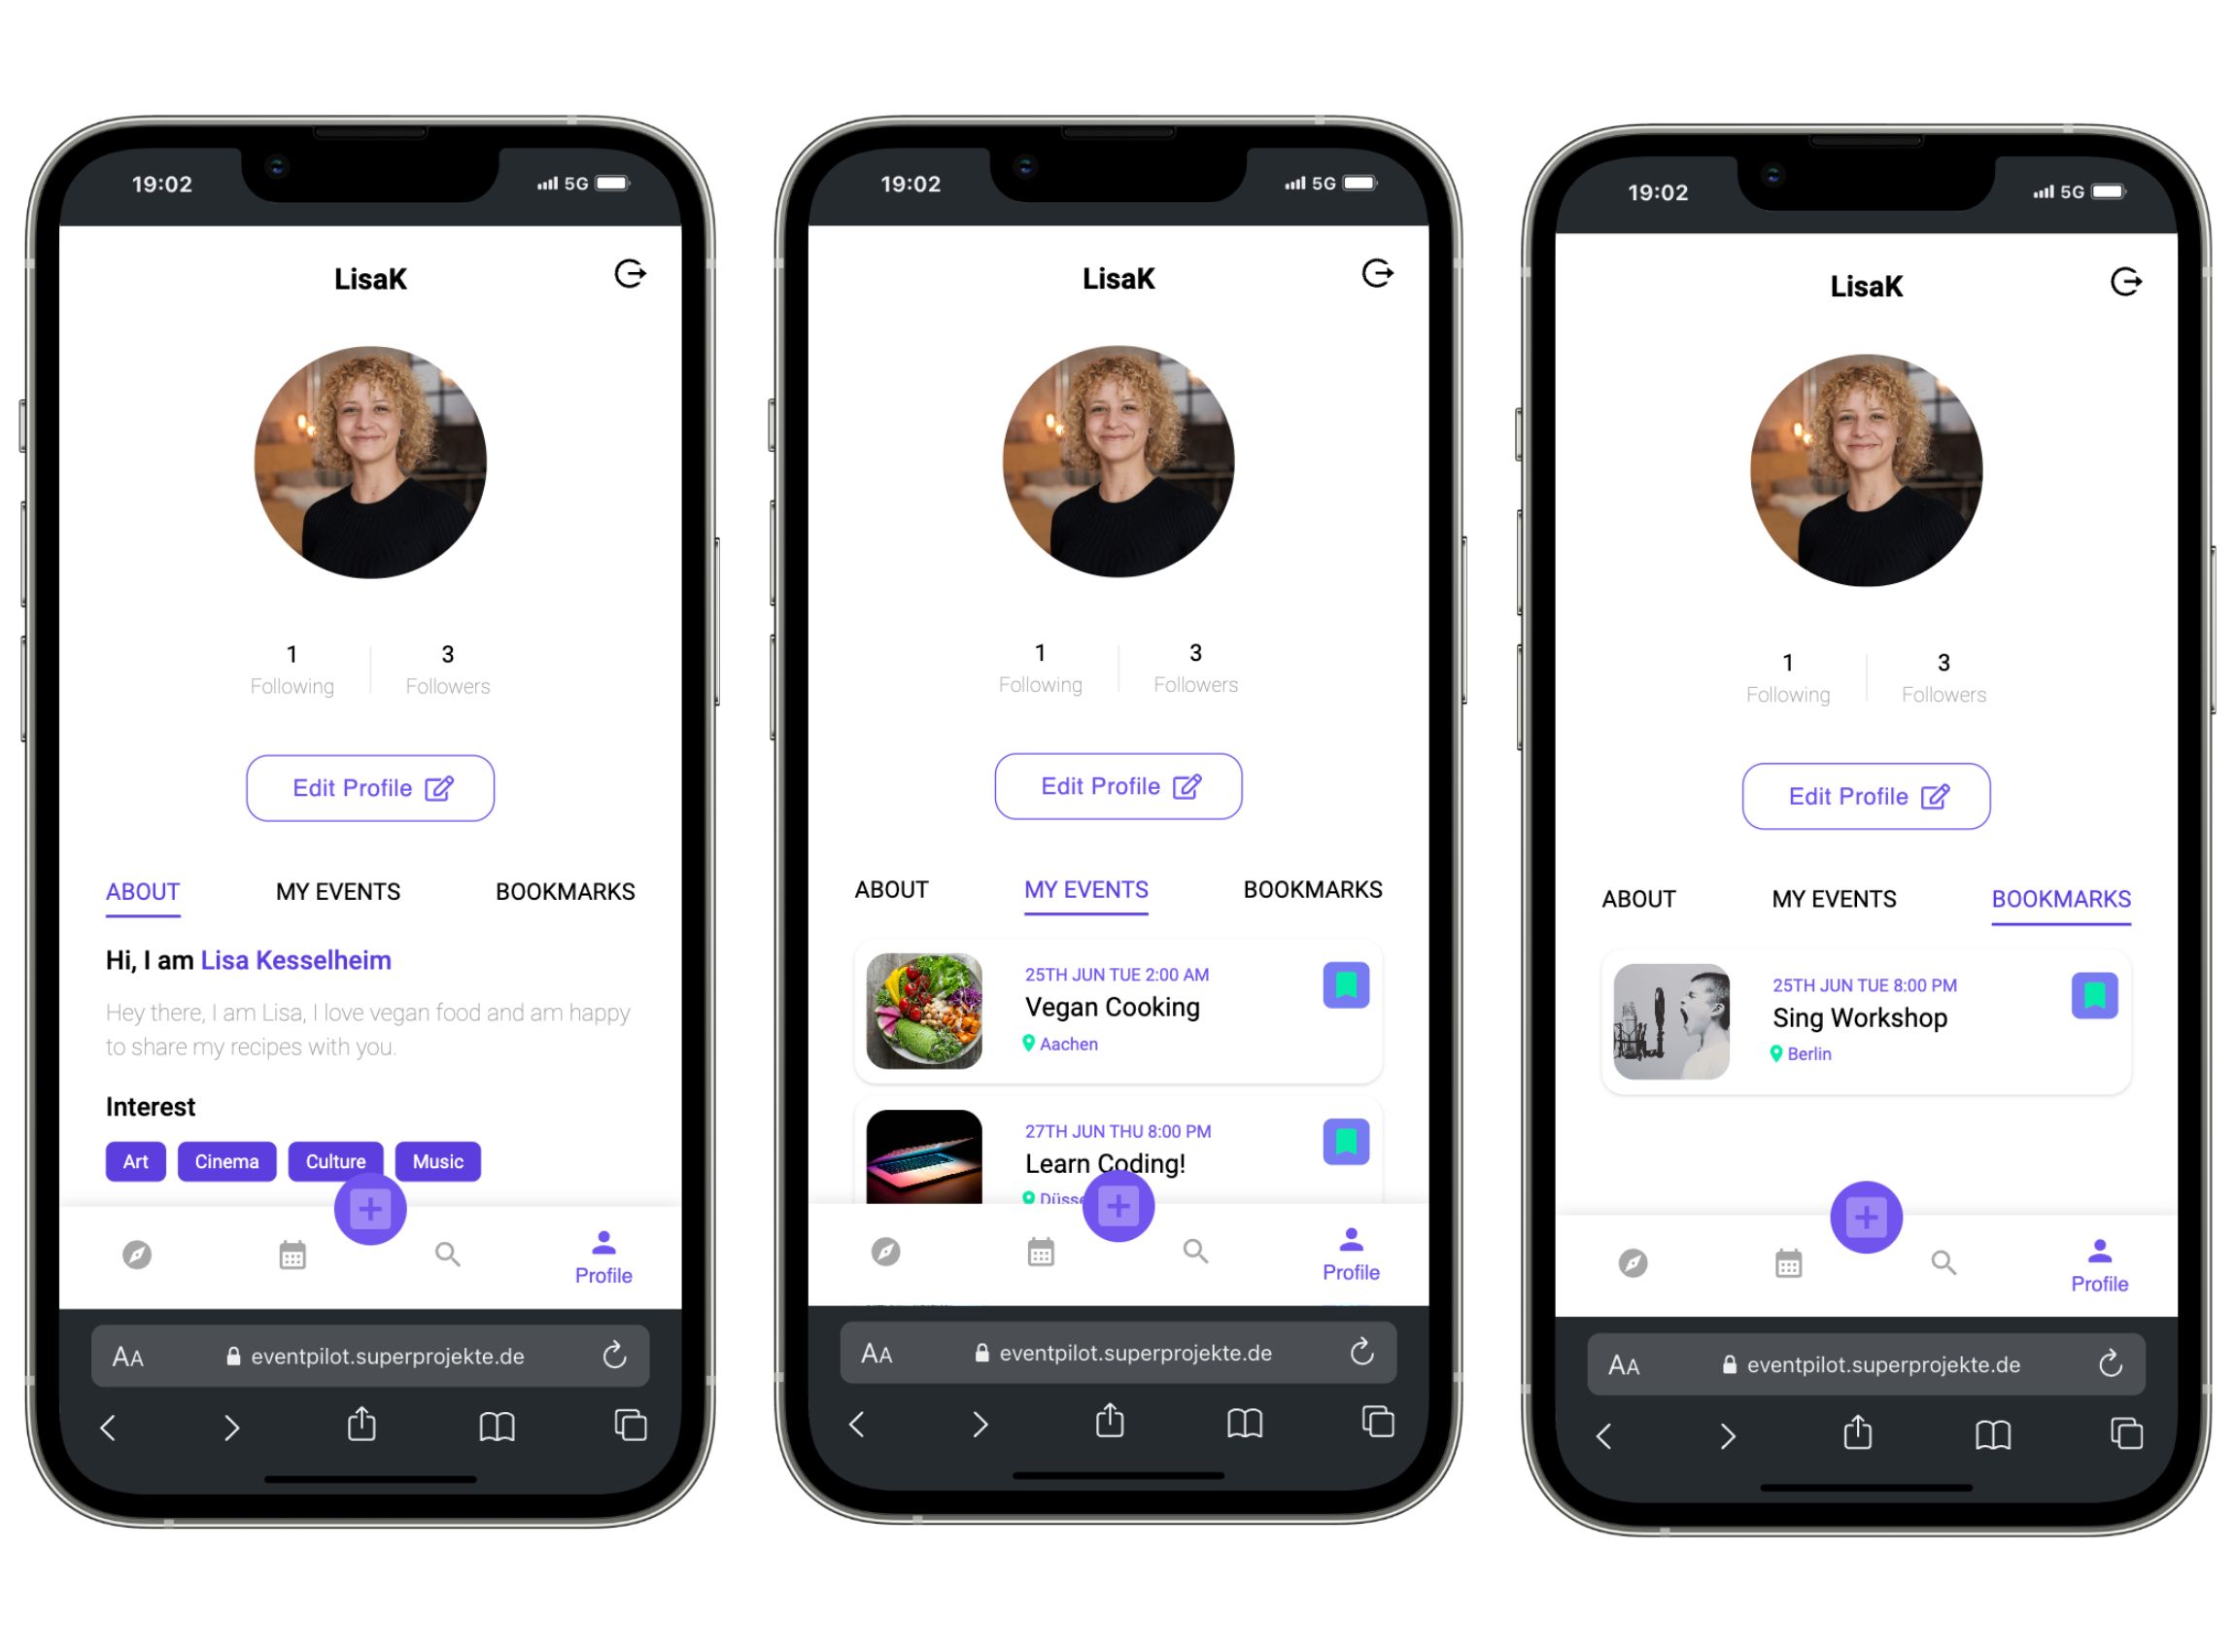 19:02 5G
LisaK
1 3
Following Followers
Edit Profile
ABOUT MY EVENTS BOOKMARKS
Hi, I am Lisa Kesselheim
Hey there, I am Lisa, I love vegan food and am happy
to share my recipes with you.
Interest
Art Cinema Culture Music
Profile
AA eventpilot.superprojekte.de
19:02 5G
LisaK
1 3
Following Followers
Edit Profile
ABOUT MY EVENTS BOOKMARKS
25TH JUN TUE 2:00 AM
Vegan Cooking
Aachen
27TH JUN THU 8:00 PM
Learn Coding!
Profile
AA eventpilot.superprojekte.de
19:02 5G
LisaK
1 3
Following Followers
Edit Profile
ABOUT MY EVENTS BOOKMARKS
25TH JUN TUE 8:00 PM
Sing Workshop
Berlin
Profile
AA eventpilot.superprojekte.de